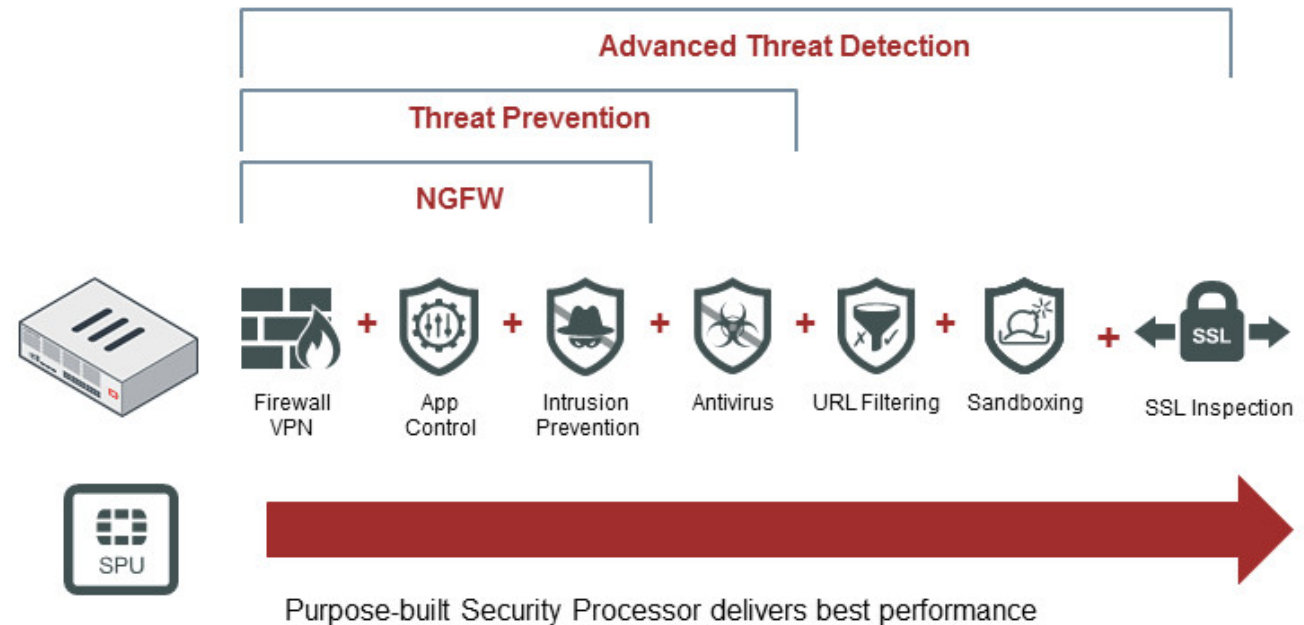 Advanced Threat Detection
Threat Prevention
NGFW
Firewall
VPN
+
App
Control
+
Intrusion
Prevention
+
Antivirus
+
URL Filtering
+
Sandboxing
+
SSL
SSL Inspection
SPU
Purpose-built Security Processor delivers best performance